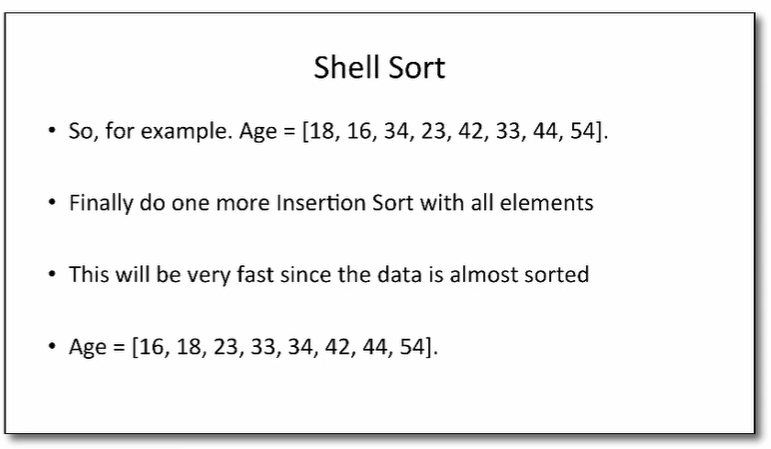 Shell Sort
• So, for example. Age = [18, 16, 34, 23, 42, 33, 44, 54].
• Finally do one more Insertion Sort with all elements
• This will be very fast since the data is almost sorted
• Age = [16, 18, 23, 33, 34, 42, 44, 54].